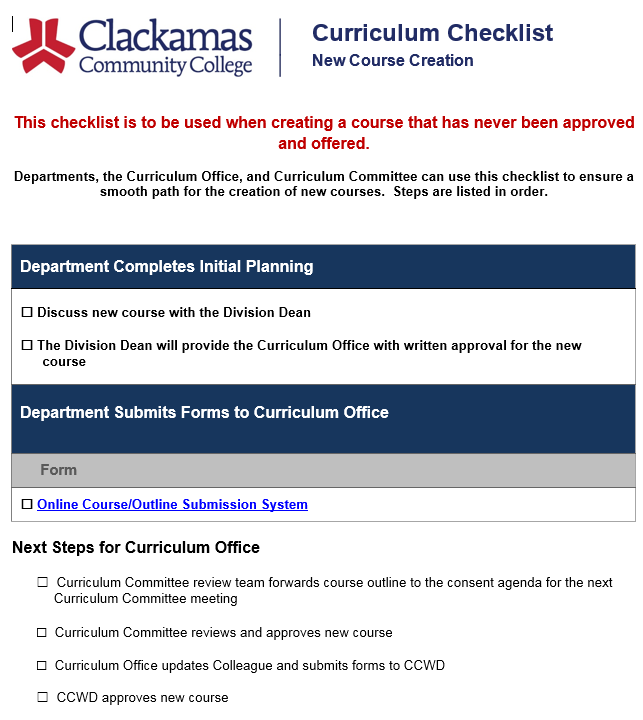 Clackamas
Community College
Curriculum Checklist
New Course Creation
This checklist is to be used when creating a course that has never been approved
and offered.
Departments, the Curriculum Office, and Curriculum Committee can use this checklist to ensure a
smooth path for the creation of new courses.  Steps are listed in order.
Department Completes Initial Planning
☐ Discuss new course with the Division Dean
☐ The Division Dean will provide the Curriculum Office with written approval for the new
course
Department Submits Forms to Curriculum Office
Form
☐ Online Course/Outline Submission System
Next Steps for Curriculum Office
☐ Curriculum Committee review team forwards course outline to the consent agenda for the next
Curriculum Committee meeting
☐ Curriculum Committee reviews and approves new course
☐ Curriculum Office updates Colleague and submits forms to CCWD
☐ CCWD approves new course